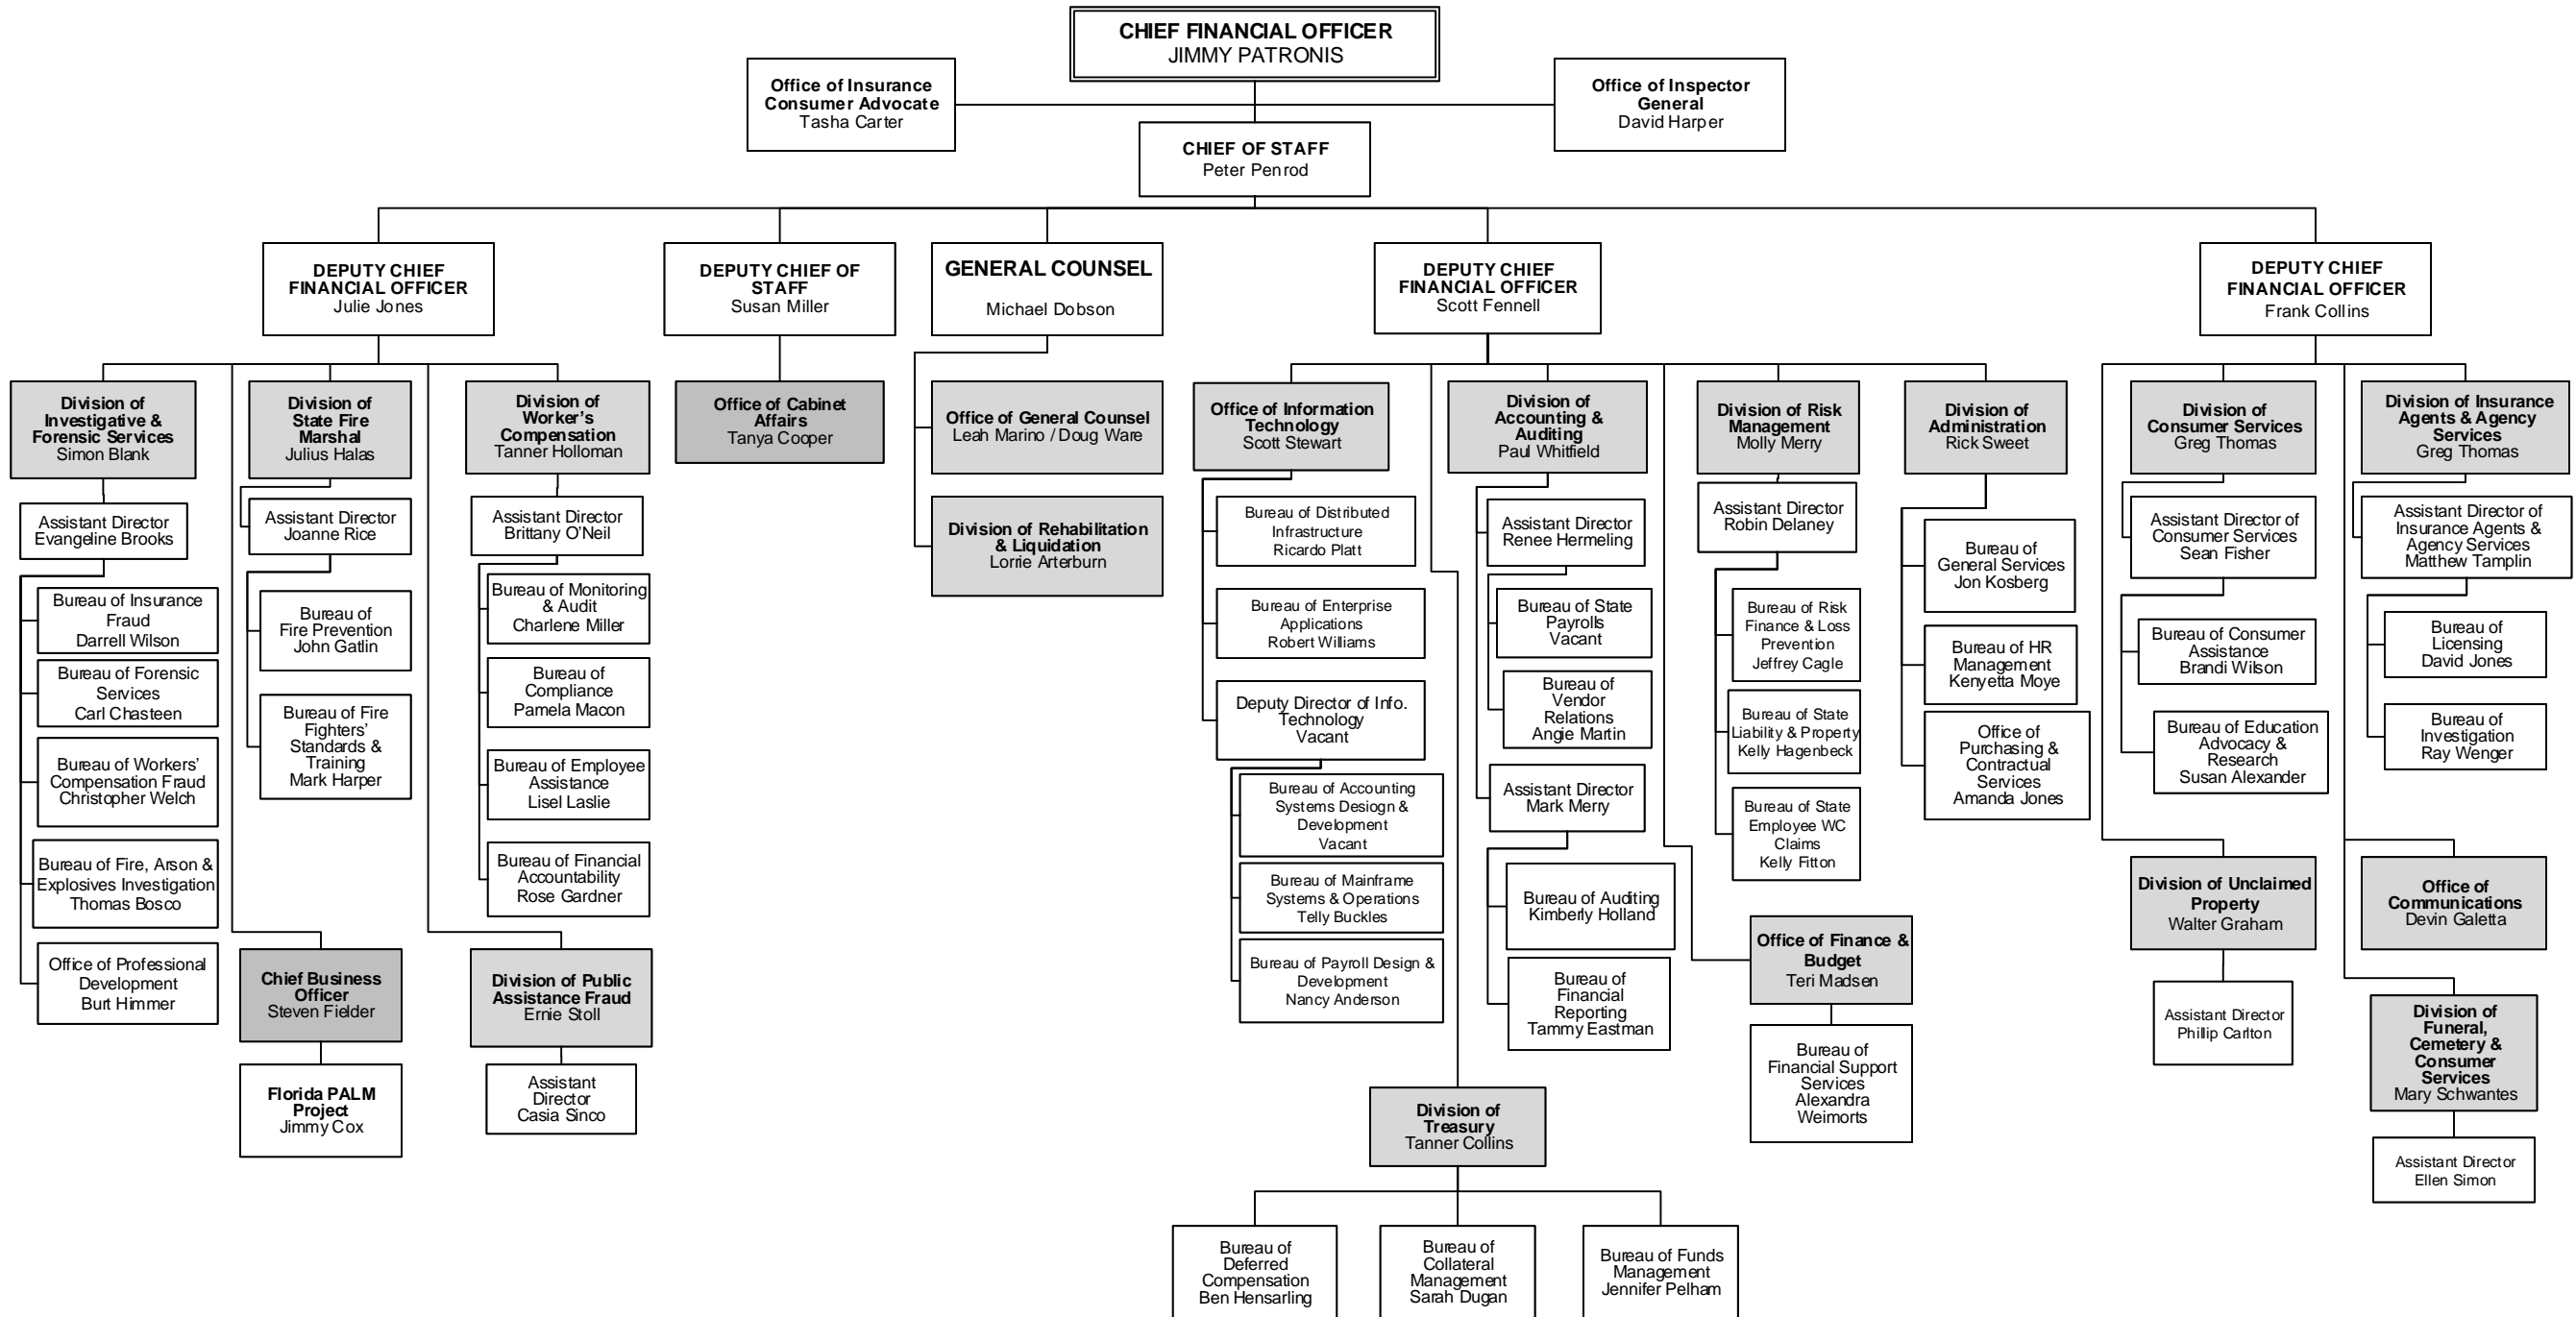 CHIEF FINANCIAL OFFICER
JIMMY PATRONIS
Office of Insurance
Consumer Advocate
Tasha Carter
Office of Inspector
General
David Harper
CHIEF OF STAFF
Peter Penrod
DEPUTY CHIEF
FINANCIAL OFFICER
Julie Jones
DEPUTY CHIEF OF
STAFF
Susan Miller
GENERAL COUNSEL
Michael Dobson
DEPUTY CHIEF
FINANCIAL OFFICER
Scott Fennell
DEPUTY CHIEF
FINANCIAL OFFICER
Frank Collins
Division of
Investigative &
Forensic Services
Simon Blank
Assistant Director
Evangeline Brooks
Bureau of Insurance
Fraud
Darrell Wilson
Bureau of Forensic
Services
Carl Chasteen
Bureau of Workers'
Compensation Fraud
Christopher Welch
Bureau of Fire, Arson &
Explosives Investigation
Thomas Bosco
Office of Professional
Development
Burt Himmer
Division of
State Fire
Marshal
Julius Halas
Assistant Director
Joanne Rice
Bureau of
Fire Prevention
John Gatlin
Bureau of Fire
Fighters'
Standards &
Training
Mark Harper
Chief Business
Officer
Steven Fielder
Florida PALM
Project
Jimmy Cox
Division of
Worker's
Compensation
Tanner Holloman
Assistant Director
Brittany O'Neil
Bureau of Monitoring
& Audit
Charlene Miller
Bureau of
Compliance
Pamela Macon
Bureau of Employee
Assistance
Lisel Laslie
Bureau of Financial
Accountability
Rose Gardner
Division of Public
Assistance Fraud
Ernie Stoll
Assistant
Director
Casia Sinco
Office of Cabinet
Affairs
Tanya Cooper
Office of General Counsel
Leah Marino / Doug Ware
Division of Rehabilitation
& Liquidation
Lorrie Arterburn
Office of Information
Technology
Scott Stewart
Bureau of Distributed
Infrastructure
Ricardo Platt
Bureau of Enterprise
Applications
Robert Williams
Deputy Director of Info.
Technology
Vacant
Bureau of Accounting
Systems Desiogn &
Development
Vacant
Bureau of Mainframe
Systems & Operations
Telly Buckles
Bureau of Payroll Design &
Development
Nancy Anderson
Division of
Accounting &
Auditing
Paul Whitfield
Assistant Director
Renee Hermeling
Bureau of State
Payrolls
Vacant
Bureau of
Vendor
Relations
Angie Martin
Assistant Director
Mark Merry
Bureau of Auditing
Kimberly Holland
Bureau of
Financial
Reporting
Tammy Eastman
Division of
Treasury
Tanner Collins
Bureau of
Deferred
Compensation
Ben Hensarling
Bureau of
Collateral
Management
Sarah Dugan
Bureau of Funds
Management
Jennifer Pelham
Division of Risk
Management
Molly Merry
Assistant Director
Robin Delaney
Bureau of Risk
Finance & Loss
Prevention
Jeffrey Cagle
Bureau of State
Liability & Property
Kelly Hagenbeck
Bureau of State
Employee WC
Claims
Kelly Fitton
Office of Finance &
Budget
Teri Madsen
Bureau of
Financial Support
Services
Alexandra
Weimorts
Division of
Administration
Rick Sweet
Bureau of
General Services
Jon Kosberg
Bureau of HR
Management
Kenyetta Moye
Office of
Purchasing &
Contractual
Services
Amanda Jones
Division of
Consumer Services
Greg Thomas
Assistant Director of
Consumer Services
Sean Fisher
Bureau of Consumer
Assistance
Brandi Wilson
Bureau of Education
Advocacy &
Research
Susan Alexander
Division of Unclaimed
Property
Walter Graham
Assistant Director
Phillip Carlton
Division of Insurance
Agents & Agency
Services
Greg Thomas
Assistant Director of
Insurance Agents &
Agency Services
Matthew Tamplin
Bureau of
Licensing
David Jones
Bureau of
Investigation
Ray Wenger
Office of
Communications
Devin Galetta
Division of
Funeral,
Cemetery &
Consumer
Services
Mary Schwantes
Assistant Director
Ellen Simon